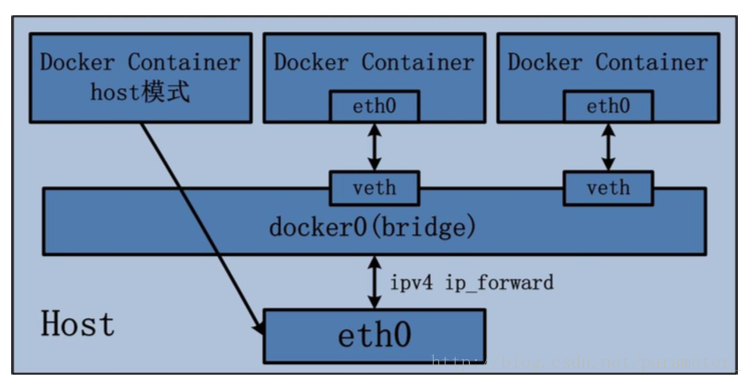 Docker Container
host模式
Docker Container
eth0
Docker Container
eth0
veth
veth
docker0(bridge)
ipv4 ip_forward
Host
eth0